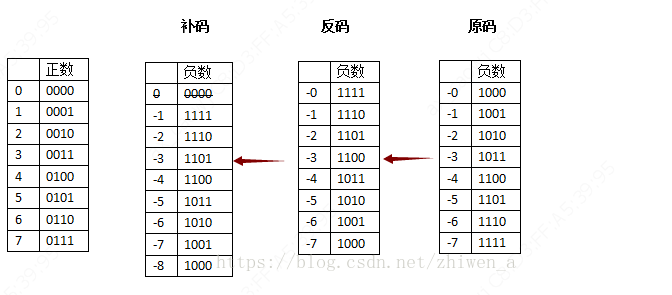 补码 反码 原码
正数 负数 负数 负数
0 0000 0 0000 -0 1111 -0 1000
1 0001 -1 1111 -1 1110 -1 1001
2 0010 -2 1110 -2 1101 -2 1010
3 0011 -3 1101 -3 1100 -3 1011
4 0100 -4 1100 -4 1011 -4 1100
5 0101 -5 1011 -5 1010 -5 1101
6 0110 -6 1010 -6 1001 -6 1110
7 0111 -7 1001 -7 1000 -7 1111
-8 1000
https://blog.csdn.net/zhiwen_a